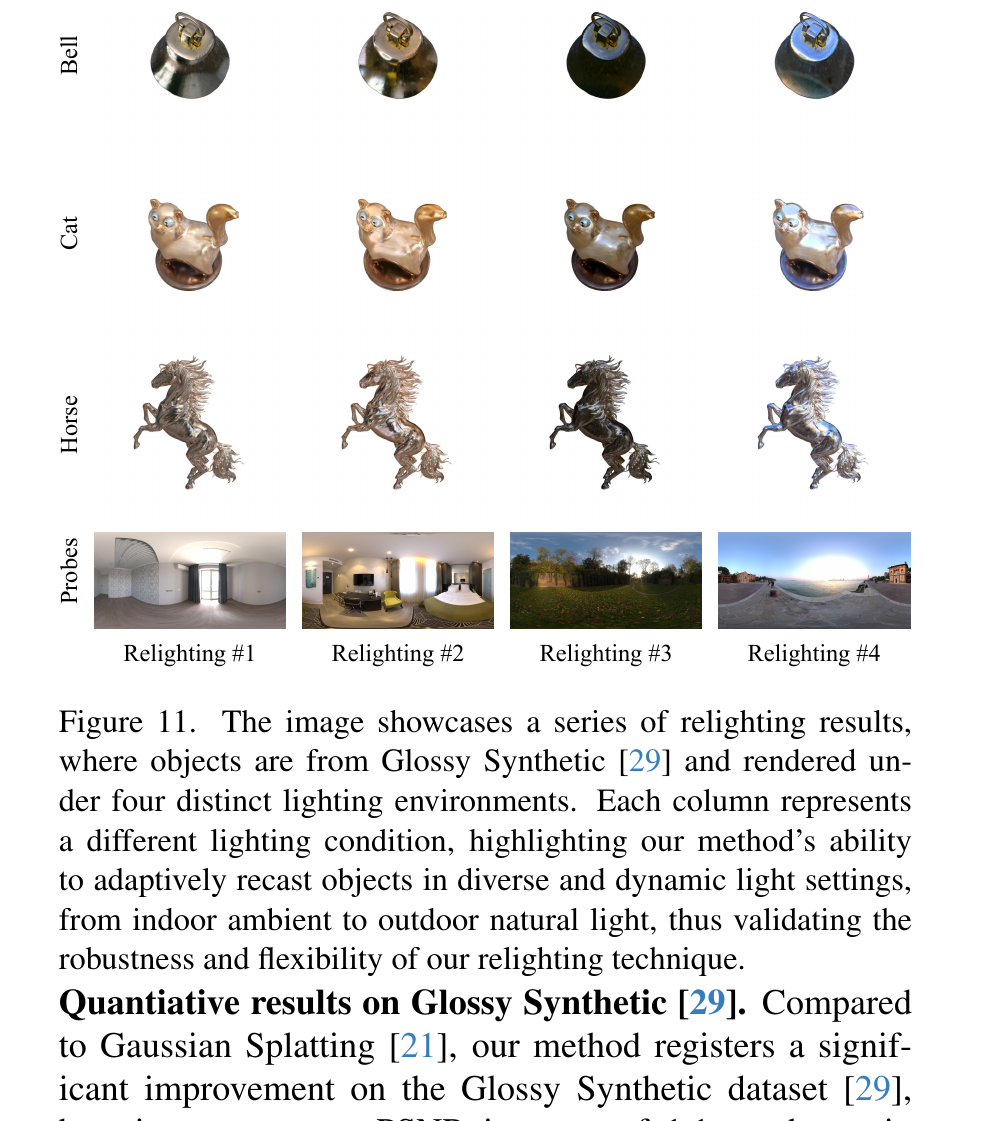 Bell
Cat
Horse
Probes
Relighting #1 Relighting #2 Relighting #3 Relighting #4
Figure 11. The image showcases a series of relighting results,
where objects are from Glossy Synthetic [29] and rendered un-
der four distinct lighting environments. Each column represents
a different lighting condition, highlighting our method's ability
to adaptively recast objects in diverse and dynamic light settings,
from indoor ambient to outdoor natural light, thus validating the
robustness and flexibility of our relighting technique.
Quantiative results on Glossy Synthetic [29]. Compared
to Gaussian Splatting [21], our method registers a signif-
icant improvement on the Glossy Synthetic dataset [29],